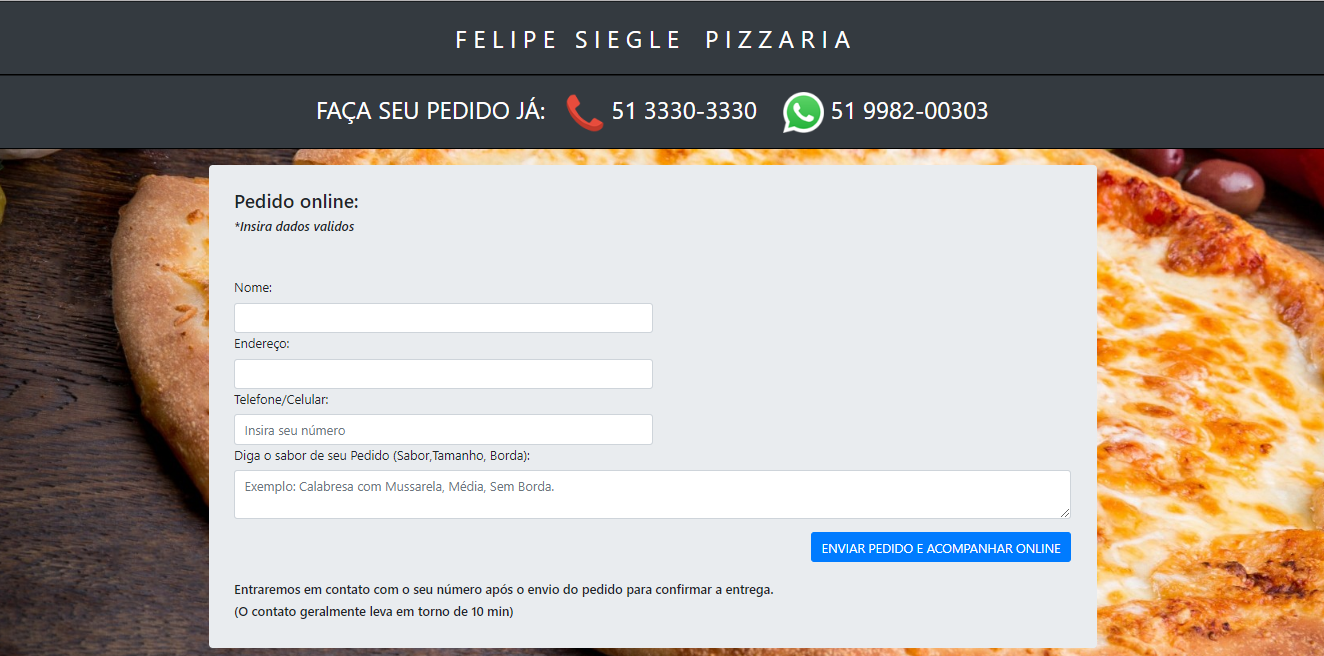 FELIPE SIEGLE PIZZARIA
FAÇA SEU PEDIDO JÁ: 51 3330-3330 51 9982-00303
Pedido online:
*Insira dados validos
Nome:
Endereço:
Telefone/Celular:
Insira seu número
Diga o sabor de seu Pedido (Sabor,Tamanho, Borda):
Exemplo: Calabresa com Mussarela, Média, Sem Borda.
ENVIAR PEDIDO E ACOMPANHAR ONLINE
Entraremos em contato com o seu número após o envio do pedido para confirmar a entrega.
(O contato geralmente leva em torno de 10 min)